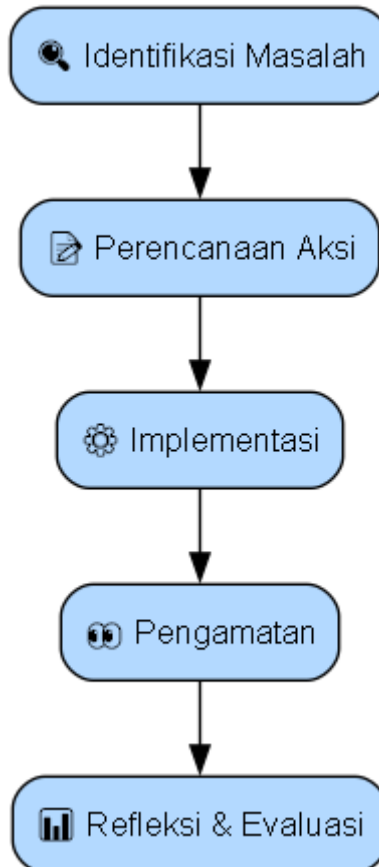 Identifikasi Masalah
Perencanaan Aksi
Implementasi
Pengamatan
Refleksi & Evaluasi